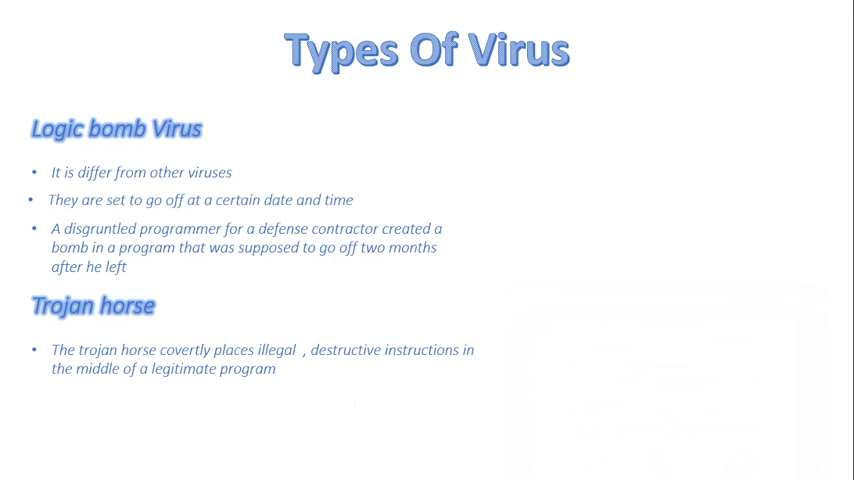 Types Of Virus
Logic bomb Virus
• It is differ from other viruses
• They are set to go off at a certain date and time
• A disgruntled programmer for a defense contractor created a
bomb in a program that was supposed to go off two months
after he left
Trojan horse
• The trojan horse covertly places illegal , destructive instructions in
the middle of a legitimate program